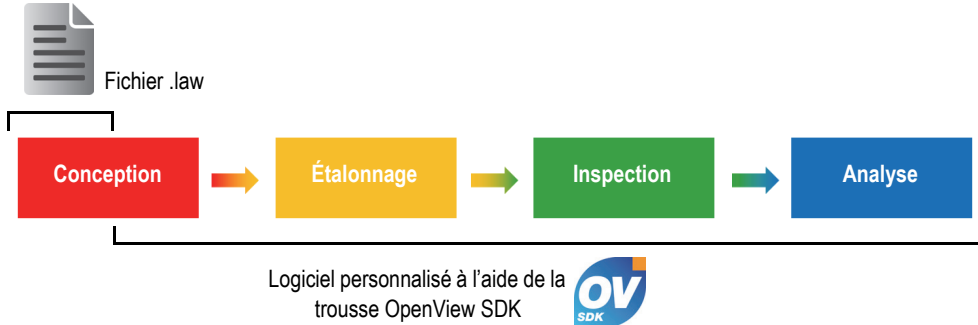 Fichier .law
Conception
Étalonnage
Inspection
Analyse
Logiciel personnalisé à l’aide de la
trousse OpenView SDK
OV
SDK